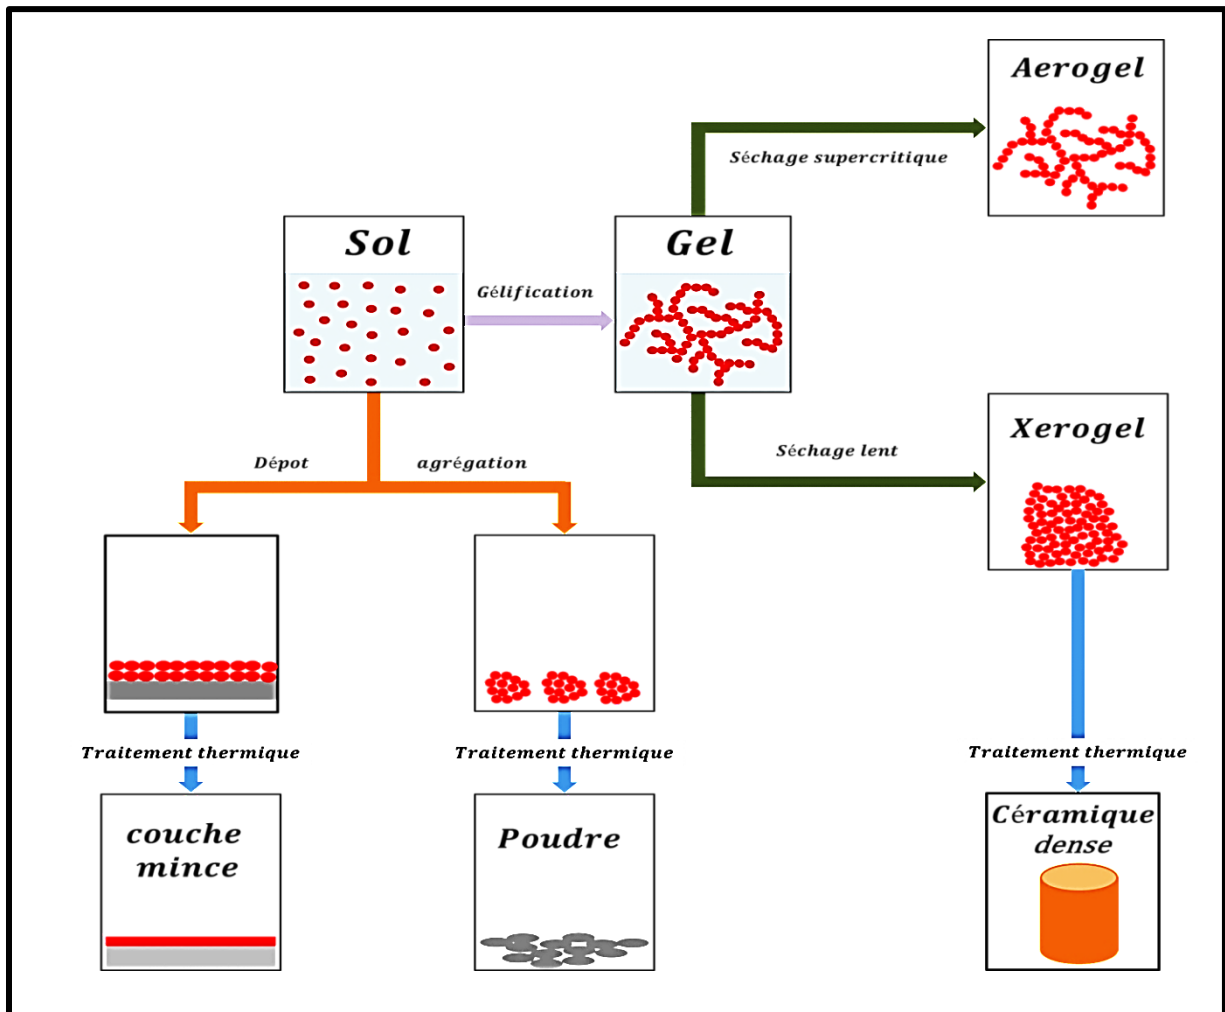 Aerogel
Séchage supercritique
Sol
Gel
Gélification
Xerogel
Séchage lent
Dépot
agrégation
Traitement thermique
Traitement thermique
Traitement thermique
couche
mince
Poudre
Céramique
dense